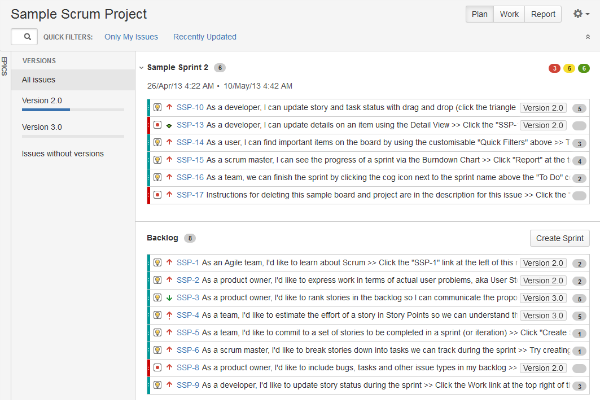 Sample Scrum Project
Plan Work Report
QUICK FILTERS: Only My Issues Recently Updated
EPICS
VERSIONS
All issues
Version 2.0
Version 3.0
Issues without versions
Sample Sprint 2 6
3 5 6
26/Apr/13 4:22 AM • 10/May/13 4:42 AM
SSP-10 As a developer, I can update story and task status with drag and drop (click the triangle Version 2.0 5
SSP-13 As a developer, I can update details on an item using the Detail View >> Click the "SSP- Version 2.0
SSP-14 As a user, I can find important items on the board by using the customisable "Quick Filters" above >> T 3
SSP-15 As a scrum master, I can see the progress of a sprint via the Burndown Chart >> Click "Report" at the t 4
SSP-16 As a team, we can finish the sprint by clicking the cog icon next to the sprint name above the "To Do" c 2
SSP-17 Instructions for deleting this sample board and project are in the description for this issue >> Click the "
Backlog 8
Create Sprint
SSP-1 As an Agile team, I'd like to learn about Scrum >> Click the "SSP-1" link at the left of this Version 2.0 2
SSP-2 As a product owner, I'd like to express work in terms of actual user problems, aka User St Version 2.0 2
SSP-3 As a product owner, I'd like to rank stories in the backlog so I can communicate the propo Version 3.0 6
SSP-4 As a team, I'd like to estimate the effort of a story in Story Points so we can understand th Version 3.0 5
SSP-5 As a team, I'd like to commit to a set of stories to be completed in a sprint (or iteration) >> Click "Create 1
SSP-6 As a scrum master, I'd like to break stories down into tasks we can track during the sprint >> Try creating 1
SSP-8 As a product owner, I'd like to include bugs, tasks and other issue types in my backlog >> Version 2.0
SSP-9 As a developer, I'd like to update story status during the sprint >> Click the Work link at the top right of t 3